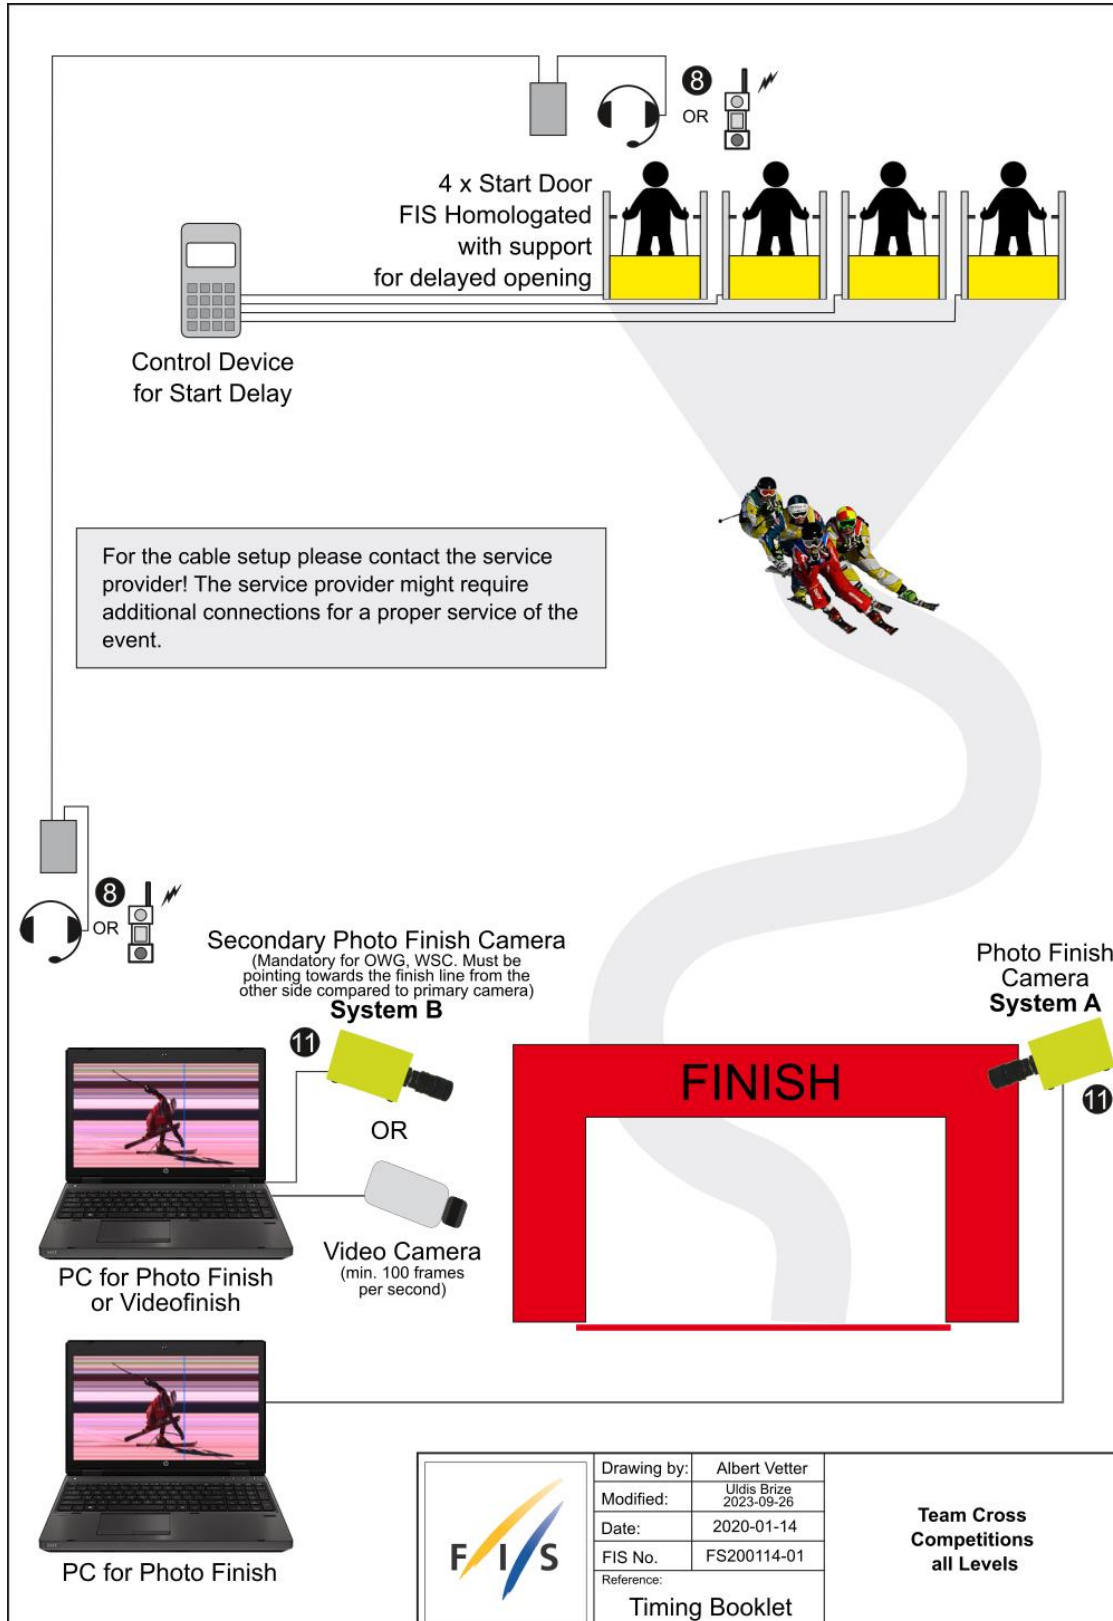 8
OR
4 x Start Door
FIS Homologated
with support
for delayed opening
Control Device
for Start Delay
For the cable setup please contact the service
provider! The service provider might require
additional connections for a proper service of the
event.
8
OR
Secondary Photo Finish Camera
(Mandatory for OWG, WSC. Must be
pointing towards the finish line from the
other side compared to primary camera)
System B
11
OR
Photo Finish
Camera
System A
11
FINISH
Video Camera
(min. 100 frames
per second)
PC for Photo Finish
or Videofinish
PC for Photo Finish
F I S
Drawing by: Albert Vetter
Modified: Uldis Brize
2023-09-26
Date: 2020-01-14
FIS No. FS200114-01
Reference:
Timing Booklet
Team Cross
Competitions
all Levels